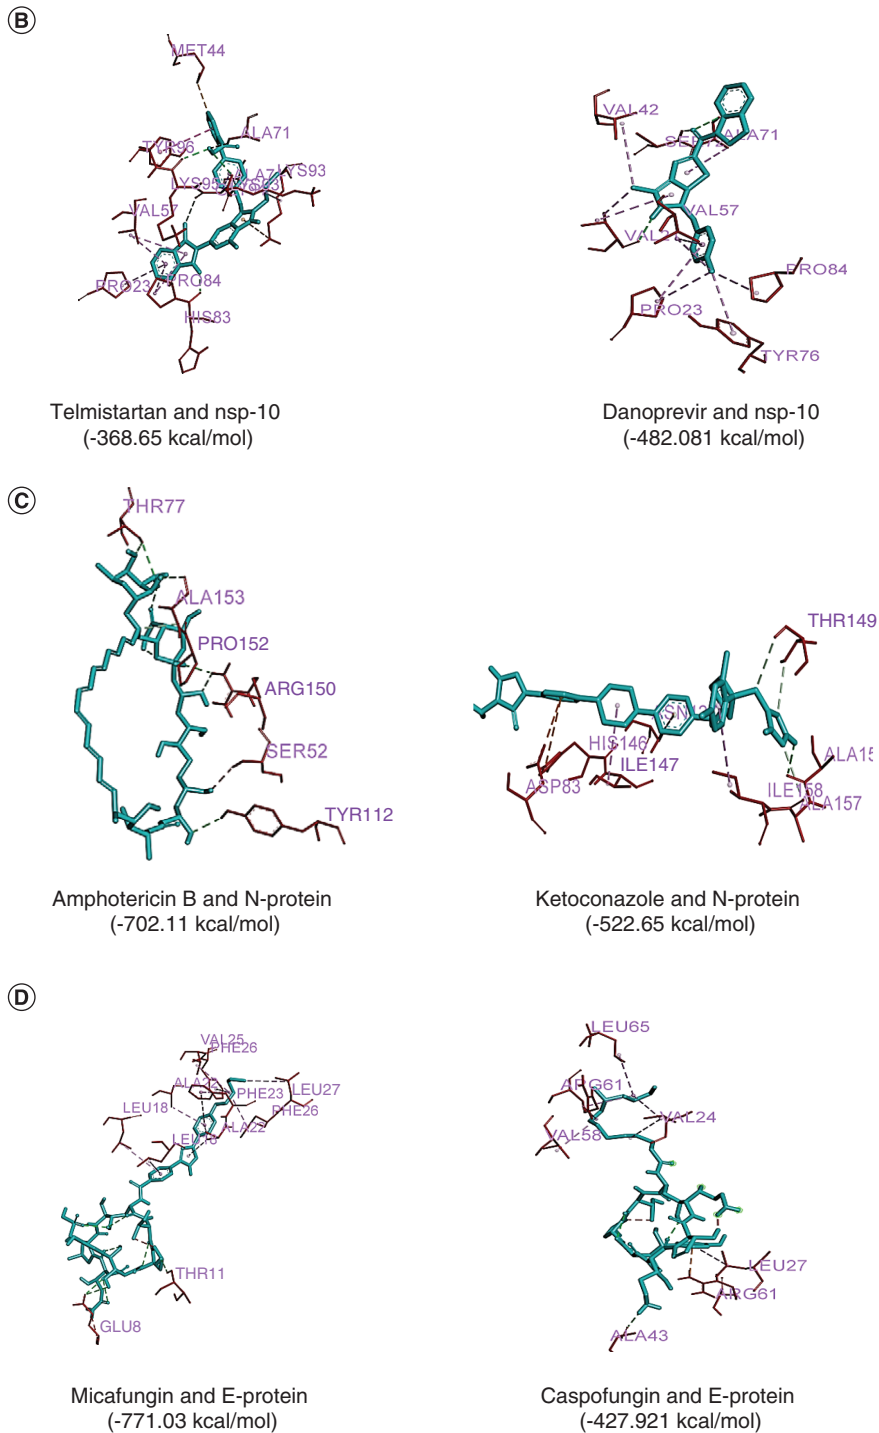 B
MET44
ALA71
TYR96
LYS93
VAL57
PRO23
PRO84
HIS83
VAL42
ALA71
VAL57
PRO84
PRO23
TYR76
Telmistartan and nsp-10
(-368.65 kcal/mol)
Danoprevir and nsp-10
(-482.081 kcal/mol)
C
THR77
ALA153
PRO152
ARG150
SER52
TYR112
THR149
HIS146
ILE147
ASP83
ILE158
ALA157
Amphotericin B and N-protein
(-702.11 kcal/mol)
Ketoconazole and N-protein
(-522.65 kcal/mol)
D
VAL25
PHE26
ALA22
PHE23
LEU27
LEU18
PHE26
ALA22
THR11
GLU8
LEU65
ARG61
VAL24
VAL58
LEU27
ARG61
ALA43
Micafungin and E-protein
(-771.03 kcal/mol)
Caspofungin and E-protein
(-427.921 kcal/mol)